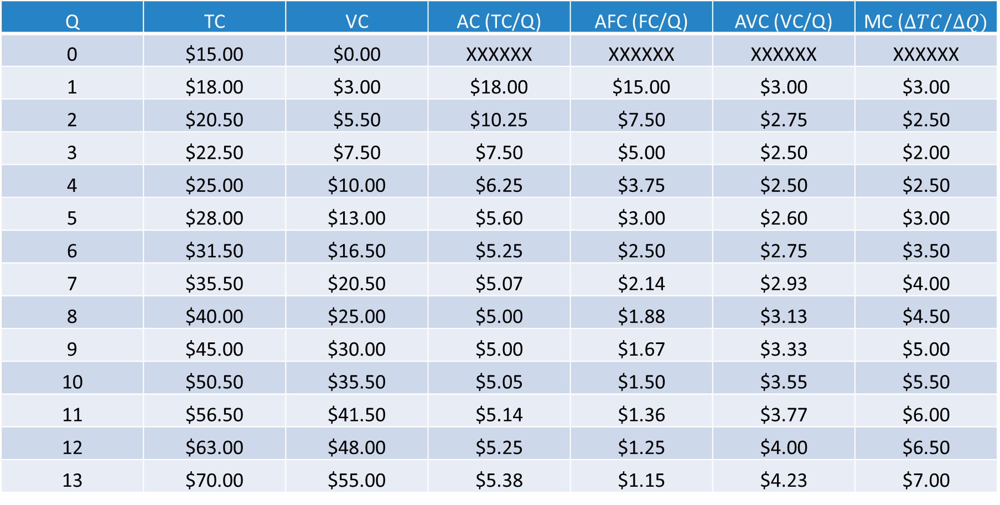 Q TC VC AC (TC/Q) AFC (FC/Q) AVC (VC/Q) MC (Δ𝑇𝐶/Δ𝑄)
0 $15.00 $0.00 XXXXXX XXXXXX XXXXXX XXXXXX
1 $18.00 $3.00 $18.00 $15.00 $3.00 $3.00
2 $20.50 $5.50 $10.25 $7.50 $2.75 $2.50
3 $22.50 $7.50 $7.50 $5.00 $2.50 $2.00
4 $25.00 $10.00 $6.25 $3.75 $2.50 $2.50
5 $28.00 $13.00 $5.60 $3.00 $2.60 $3.00
6 $31.50 $16.50 $5.25 $2.50 $2.75 $3.50
7 $35.50 $20.50 $5.07 $2.14 $2.93 $4.00
8 $40.00 $25.00 $5.00 $1.88 $3.13 $4.50
9 $45.00 $30.00 $5.00 $1.67 $3.33 $5.00
10 $50.50 $35.50 $5.05 $1.50 $3.55 $5.50
11 $56.50 $41.50 $5.14 $1.36 $3.77 $6.00
12 $63.00 $48.00 $5.25 $1.25 $4.00 $6.50
13 $70.00 $55.00 $5.38 $1.15 $4.23 $7.00